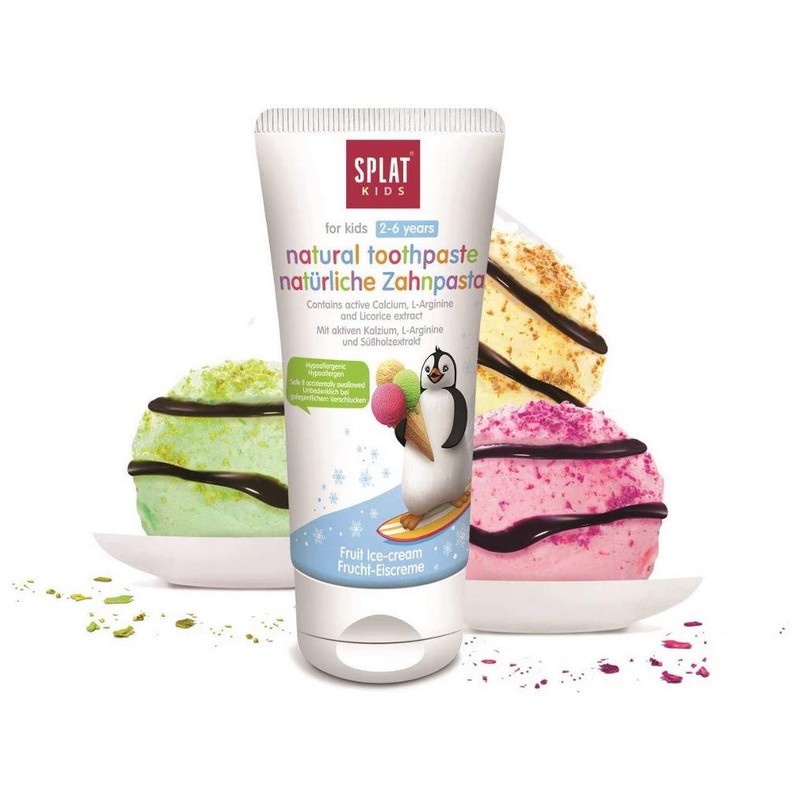 SPLAT®
KIDS
for kids 2-6 years
natural toothpaste
natürliche Zahnpasta
Contains active Calcium, L-Arginine
and Licorice extract
Mit aktiven Kalzium, L-Arginine
und Süßholzextrakt
Hypoallergenic
Hypoallergen
Safe if accidentally swallowed
Unbedenklich bei
gelegentlichem Verschlucken
Fruit Ice-cream
Frucht-Eiscreme